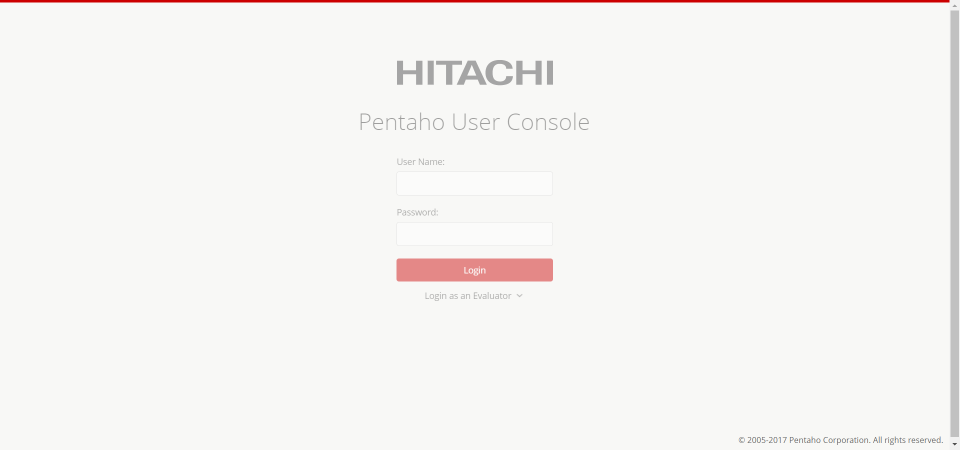 HITACHI
Pentaho User Console
User Name:
Password:
Login
Login as an Evaluator
© 2005-2017 Pentaho Corporation. All rights reserved.